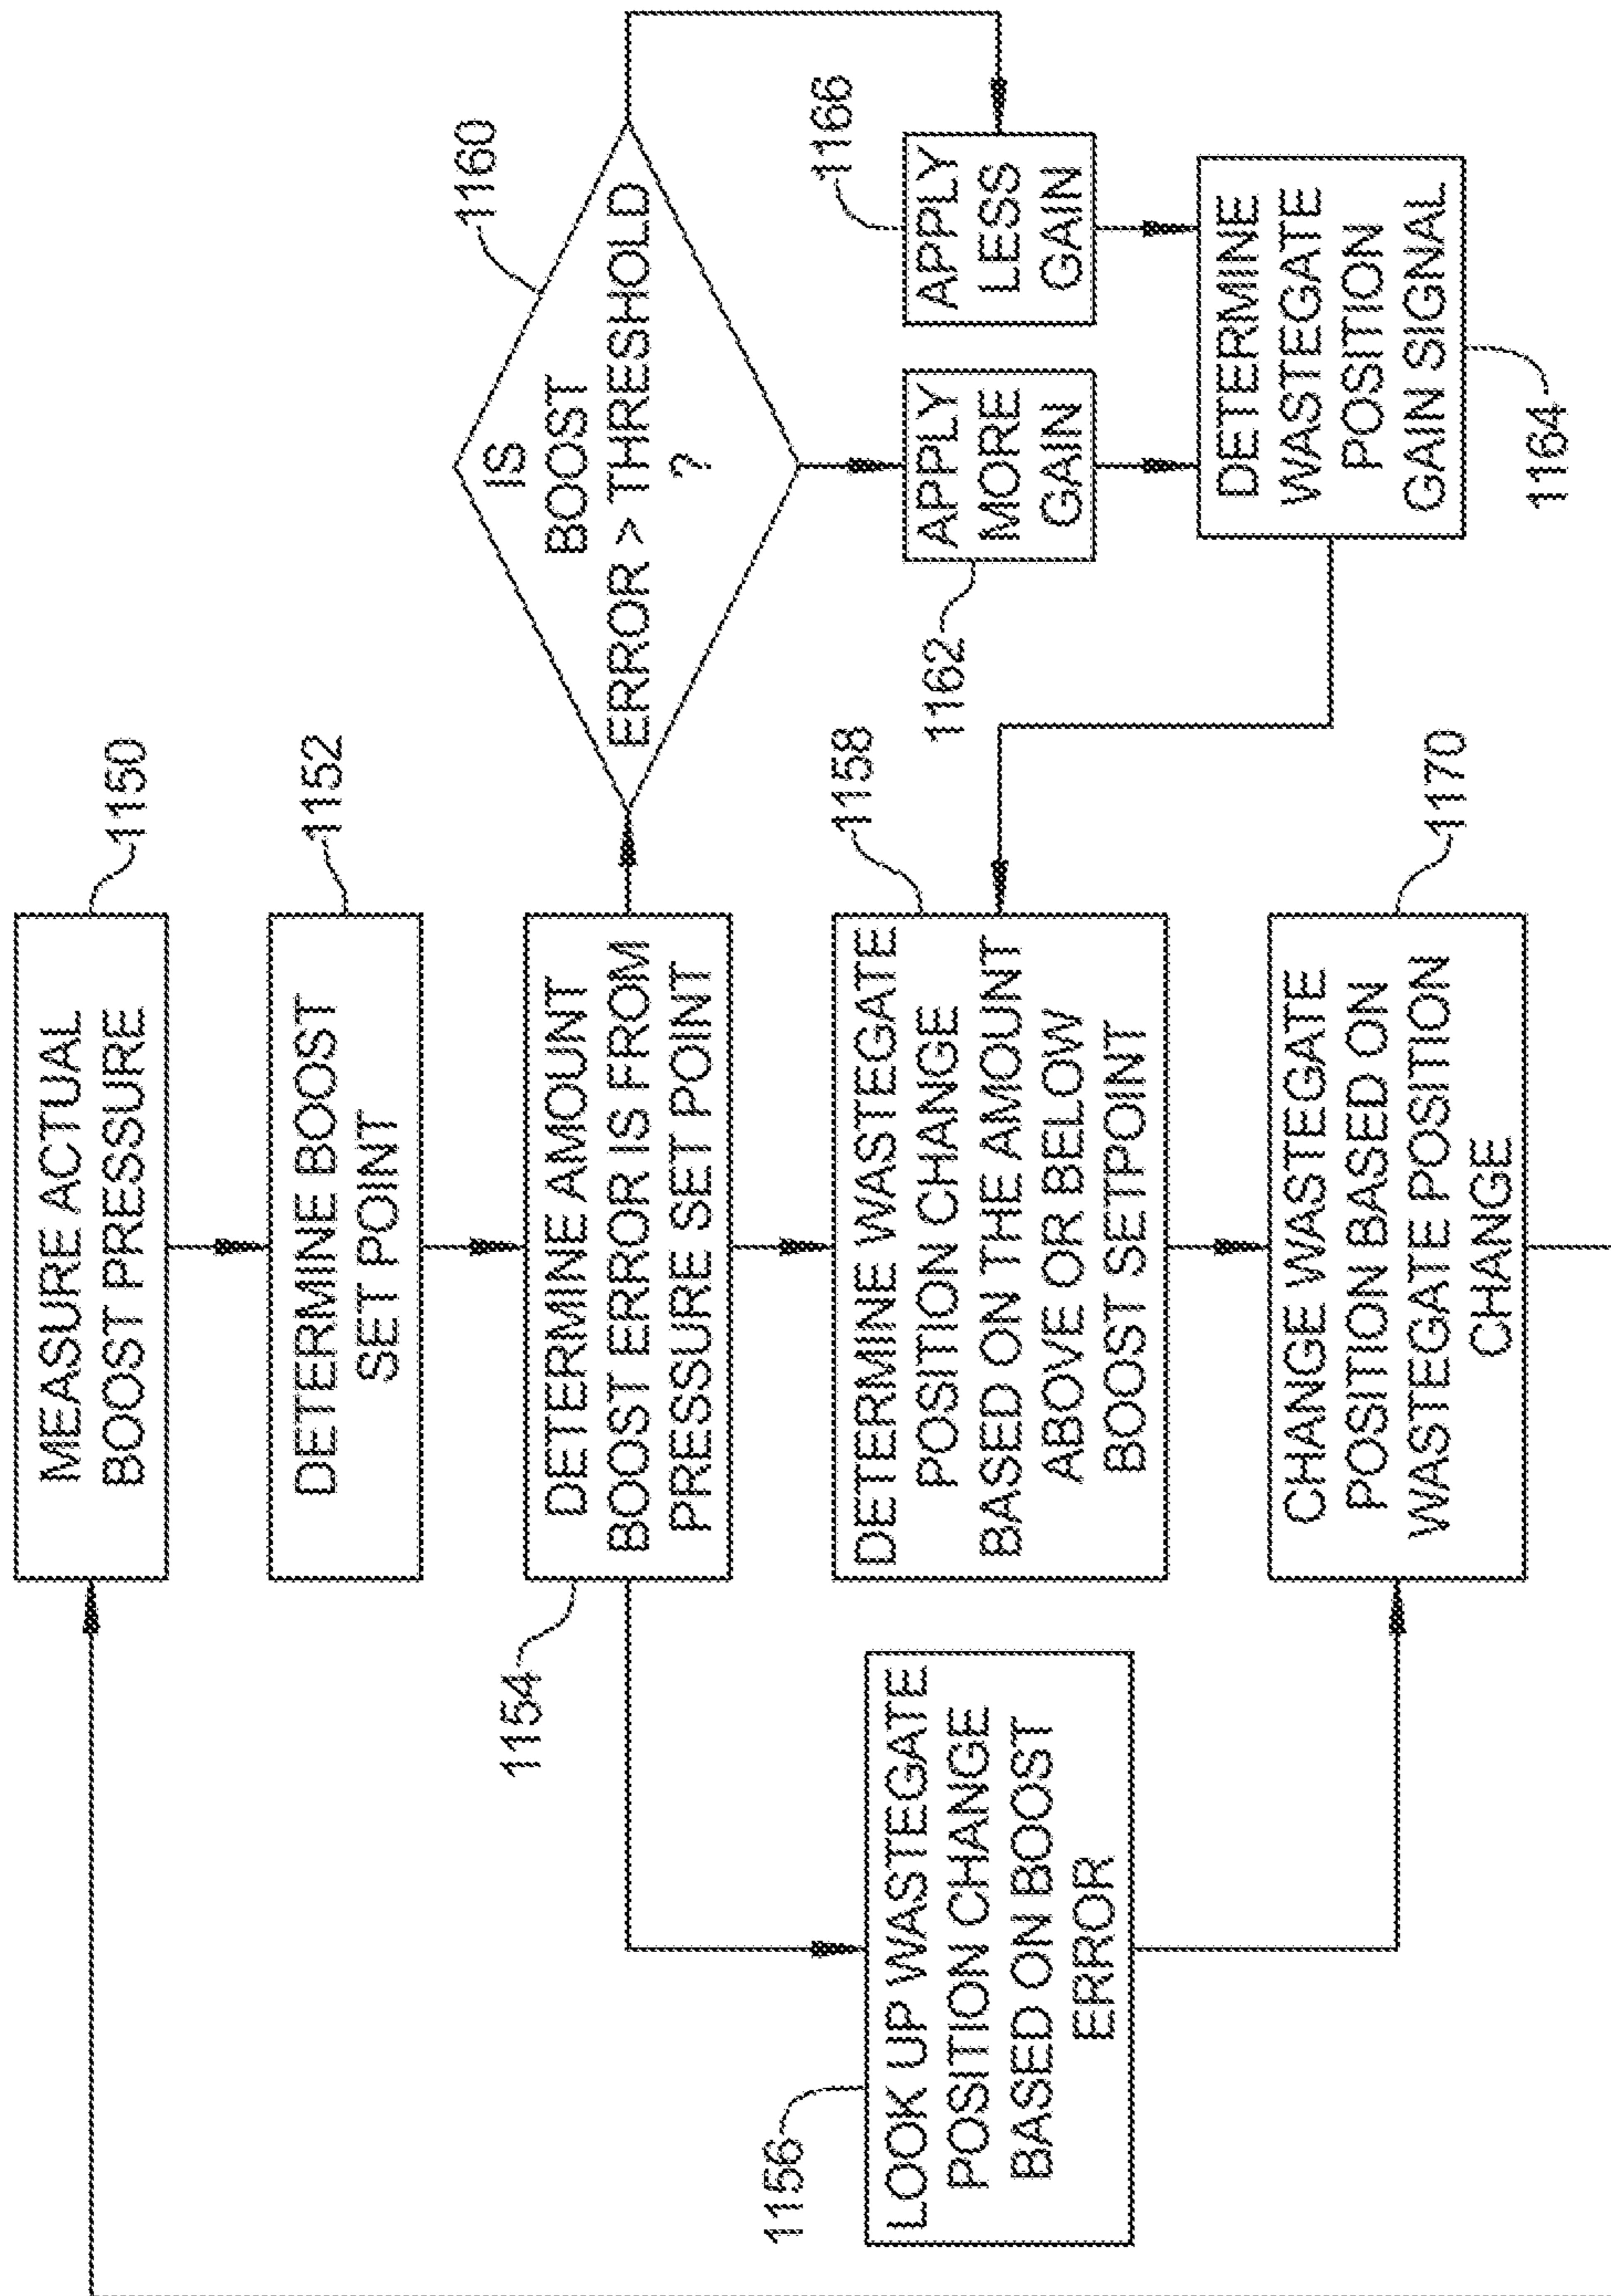 MEASURE ACTUAL
BOOST PRESSURE
1150
DETERMINE BOOST
SET POINT
1152
DETERMINE AMOUNT
BOOST ERROR IS FROM
PRESSURE SET POINT
1154
IS
BOOST
ERROR > THRESHOLD
?
1160
LOOK UP WASTEGATE
POSITION CHANGE
BASED ON BOOST
ERROR
1156
DETERMINE WASTEGATE
POSITION CHANGE
BASED ON THE AMOUNT
ABOVE OR BELOW
BOOST SETPOINT
1158
APPLY
MORE
GAIN
1162
APPLY
LESS
GAIN
1166
DETERMINE
WASTEGATE
POSITION
GAIN SIGNAL
1164
CHANGE WASTEGATE
POSITION BASED ON
WASTEGATE POSITION
CHANGE
1170